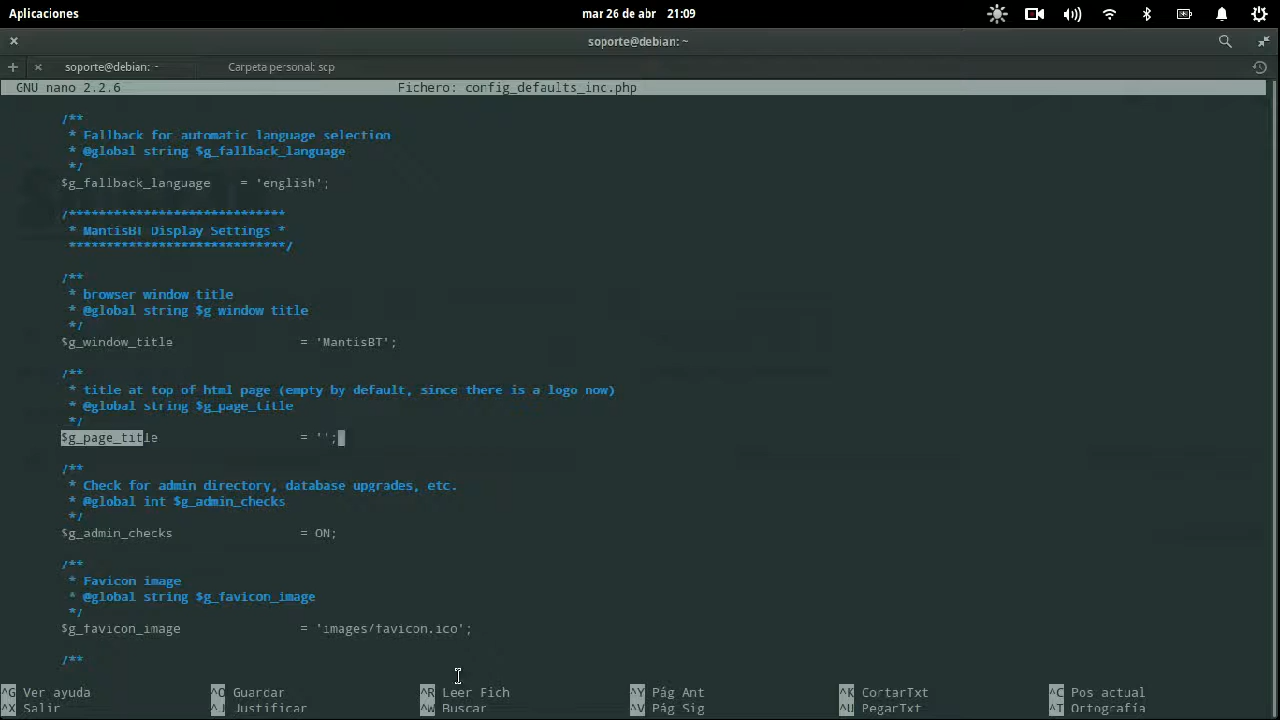 Aplicaciones mar 26 de abr 21:09
soporte@debian: ~
soporte@debian: ~ Carpeta personal: scp
GNU nano 2.2.6 Fichero: config_defaults_inc.php
/**
* Fallback for automatic language selection
* @global string $g_fallback_language
*/
$g_fallback_language = 'english';
/*****************************
* MantisBT Display Settings *
*****************************/
/**
* browser window title
* @global string $g_window_title
*/
$g_window_title = 'MantisBT';
/**
* title at top of html page (empty by default, since there is a logo now)
* @global string $g_page_title
*/
$g_page_title = '';
/**
* Check for admin directory, database upgrades, etc.
* @global int $g_admin_checks
*/
$g_admin_checks = ON;
/**
* Favicon image
* @global string $g_favicon_image
*/
$g_favicon_image = 'images/favicon.ico';
/**
^G Ver ayuda ^O Guardar ^R Leer Fich ^Y Pág Ant ^K CortarTxt ^C Pos actual
^X Salir ^J Justificar ^W Buscar ^V Pág Sig ^U PegarTxt ^T Ortografía